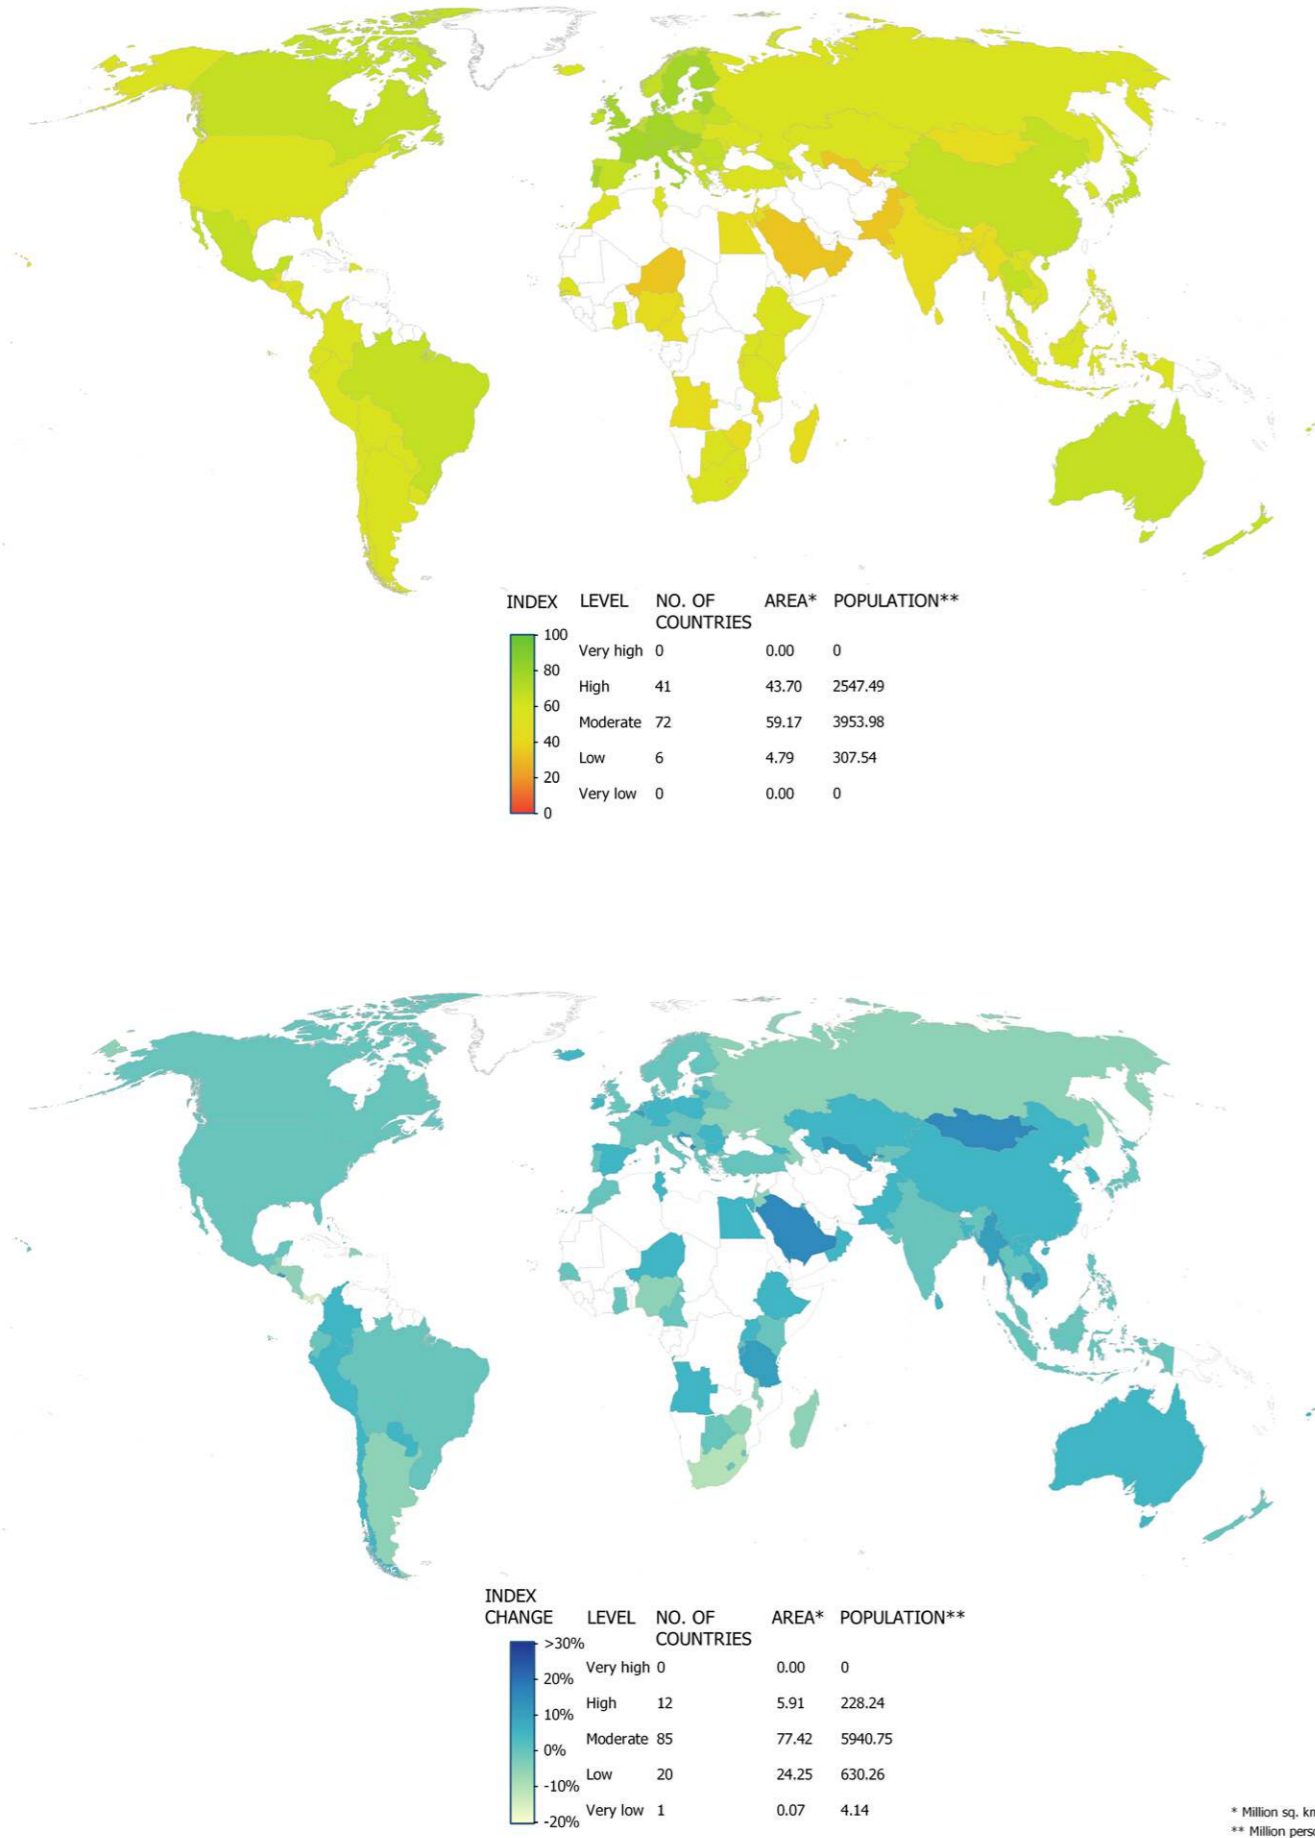 INDEX LEVEL NO. OF COUNTRIES AREA* POPULATION**
100
Very high 0 0.00 0
80
High 41 43.70 2547.49
60
Moderate 72 59.17 3953.98
40
Low 6 4.79 307.54
20
Very low 0 0.00 0
0
INDEX CHANGE LEVEL NO. OF COUNTRIES AREA* POPULATION**
>30%
Very high 0 0.00 0
20%
High 12 5.91 228.24
10%
Moderate 85 77.42 5940.75
0%
Low 20 24.25 630.26
-10%
Very low 1 0.07 4.14
-20%
* Million sq. km
** Million perso